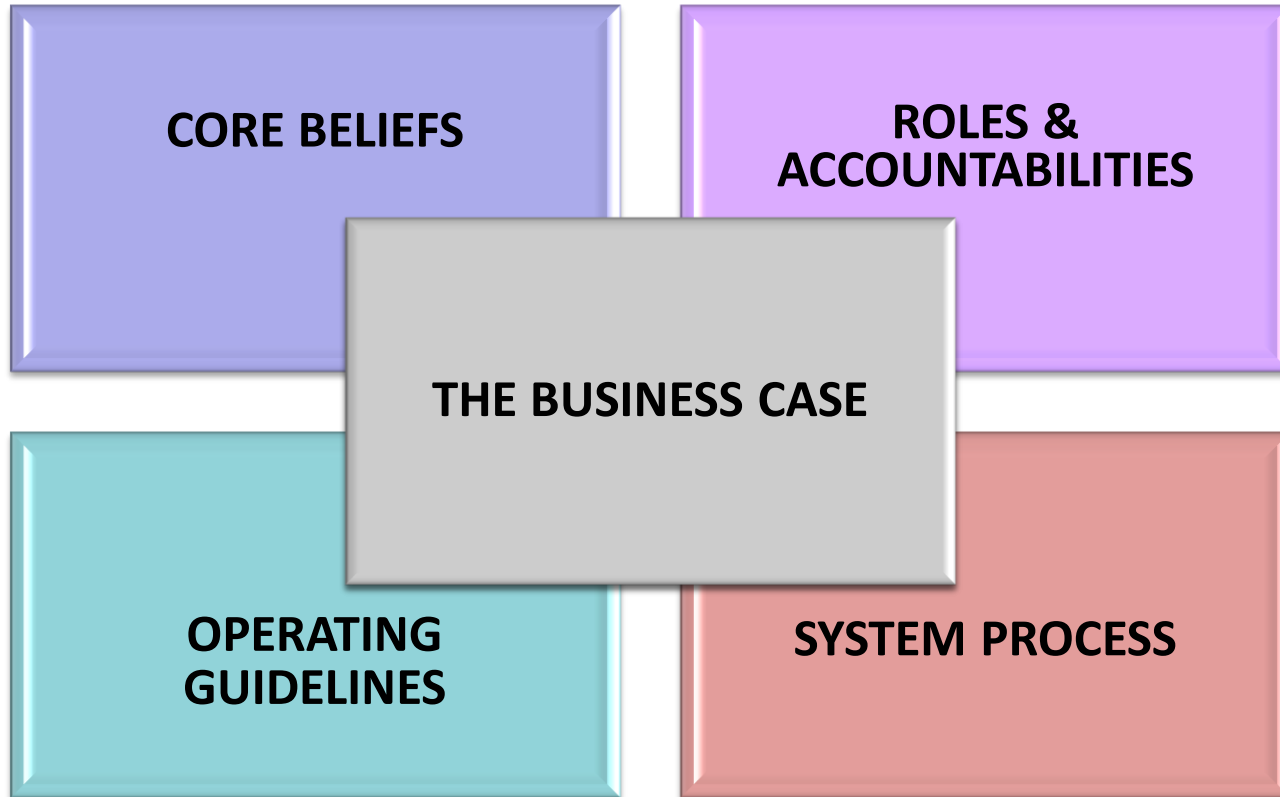 CORE BELIEFS
ROLES &
ACCOUNTABILITIES
THE BUSINESS CASE
OPERATING
GUIDELINES
SYSTEM PROCESS